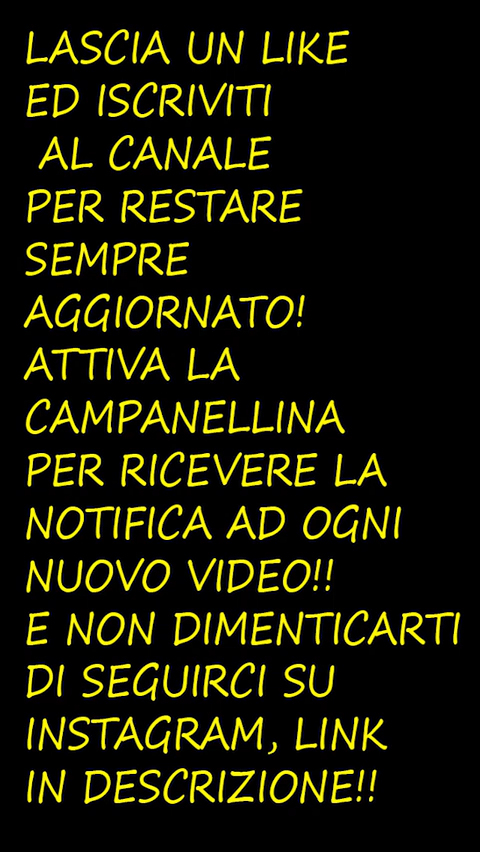 LASCIA UN LIKE
ED ISCRIVITI
AL CANALE
PER RESTARE
SEMPRE
AGGIORNATO!
ATTIVA LA
CAMPANELLINA
PER RICEVERE LA
NOTIFICA AD OGNI
NUOVO VIDEO!!
E NON DIMENTICARTI
DI SEGUIRCI SU
INSTAGRAM, LINK
IN DESCRIZIONE!!